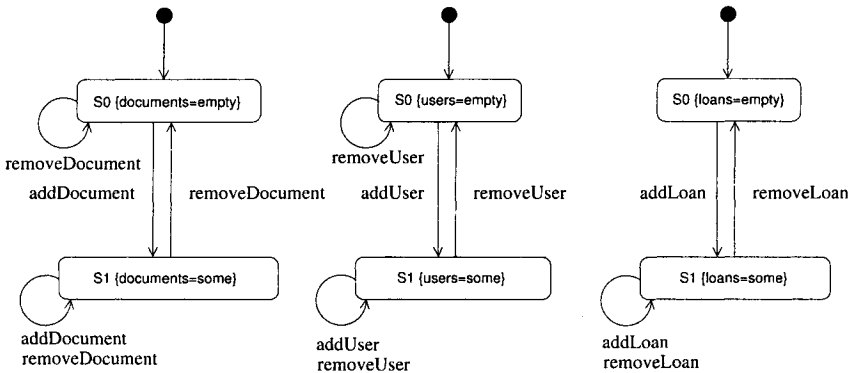 S0 {documents=empty}
removeDocument
addDocument
removeDocument
S1 {documents=some}
addDocument
removeDocument
S0 {users=empty}
removeUser
addUser
removeUser
S1 {users=some}
addUser
removeUser
S0 {loans=empty}
addLoan
removeLoan
S1 {loans=some}
addLoan
removeLoan